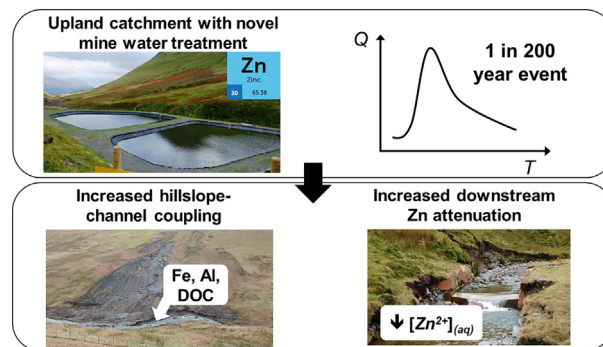 Upland catchment with novel
mine water treatment
Zn
Zinc
30 65.38
Q
1 in 200
year event
T
Increased hillslope-
channel coupling
Fe, Al,
DOC
Increased downstream
Zn attenuation
↓ [Zn²⁺](aq)